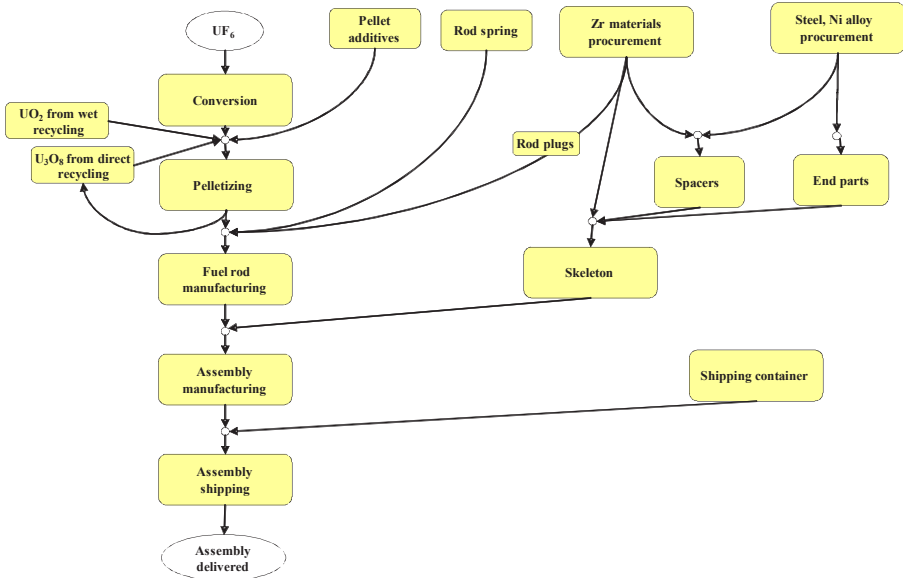 UF₆
Pellet
additives
Rod spring
Zr materials
procurement
Steel, Ni alloy
procurement
Conversion
UO₂ from wet
recycling
U₃O₈ from direct
recycling
Rod plugs
Pelletizing
Spacers
End parts
Fuel rod
manufacturing
Skeleton
Assembly
manufacturing
Shipping container
Assembly
shipping
Assembly
delivered